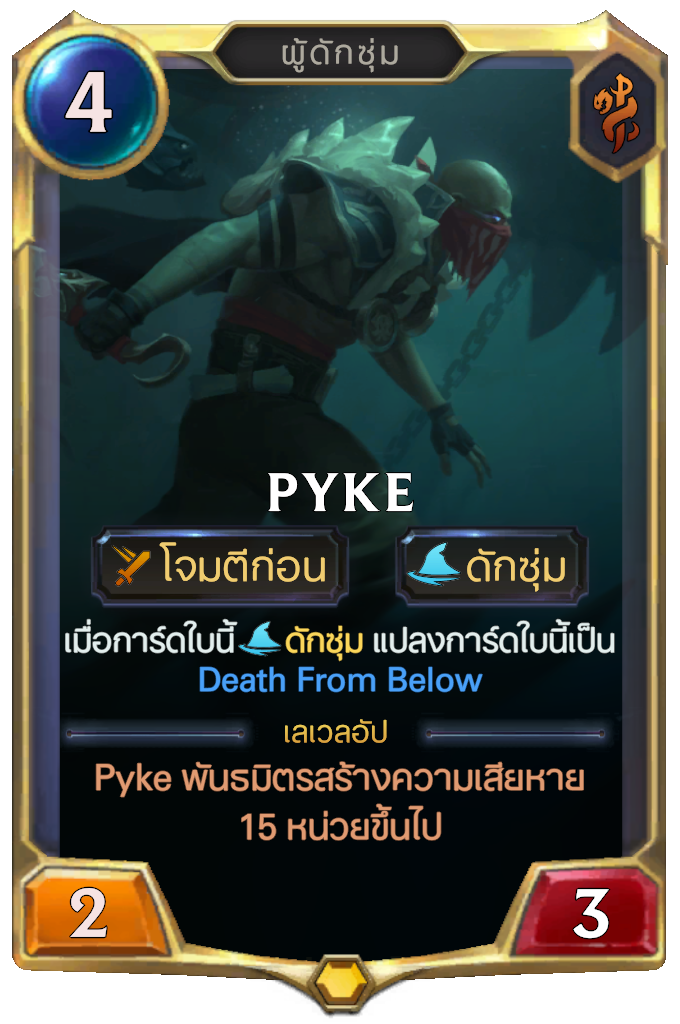 ผู้ดักซุ่ม
4
PYKE
โจมตีก่อน
ดักซุ่ม
เมื่อการ์ดใบนี้ ดักซุ่ม แปลงการ์ดใบนี้เป็น
Death From Below
เลเวลอัป
Pyke พันธมิตรสร้างความเสียหาย
15 หน่วยขึ้นไป
2
3